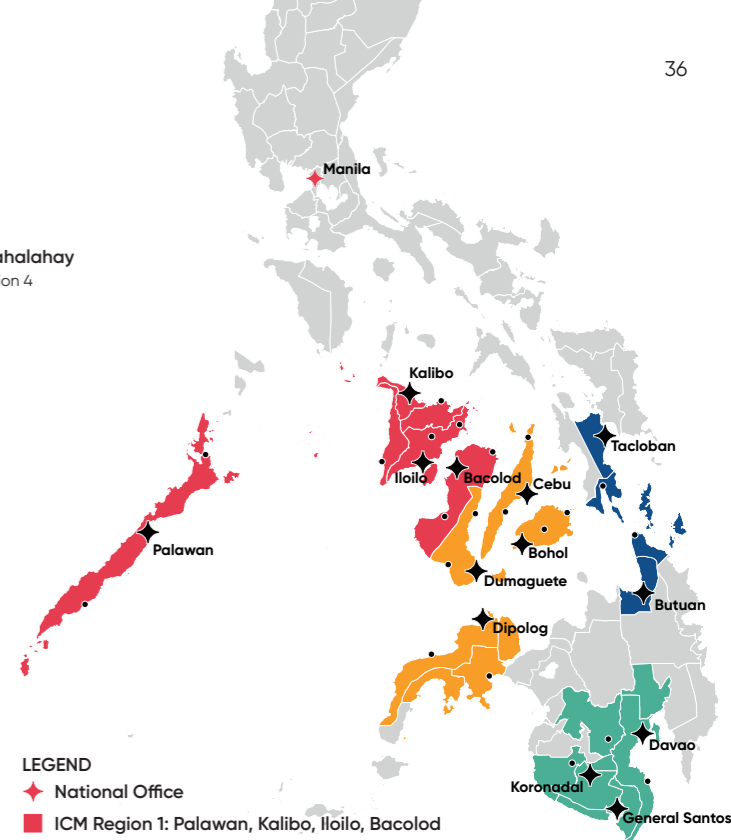 36
Manila
ahalahay
ion 4
Kalibo
Tacloban
Iloilo
Bacolod
Cebu
Palawan
Bohol
Dumaguete
Butuan
Dipolog
Davao
Koronadal
General Santos
LEGEND
National Office
ICM Region 1: Palawan, Kalibo, Iloilo, Bacolod